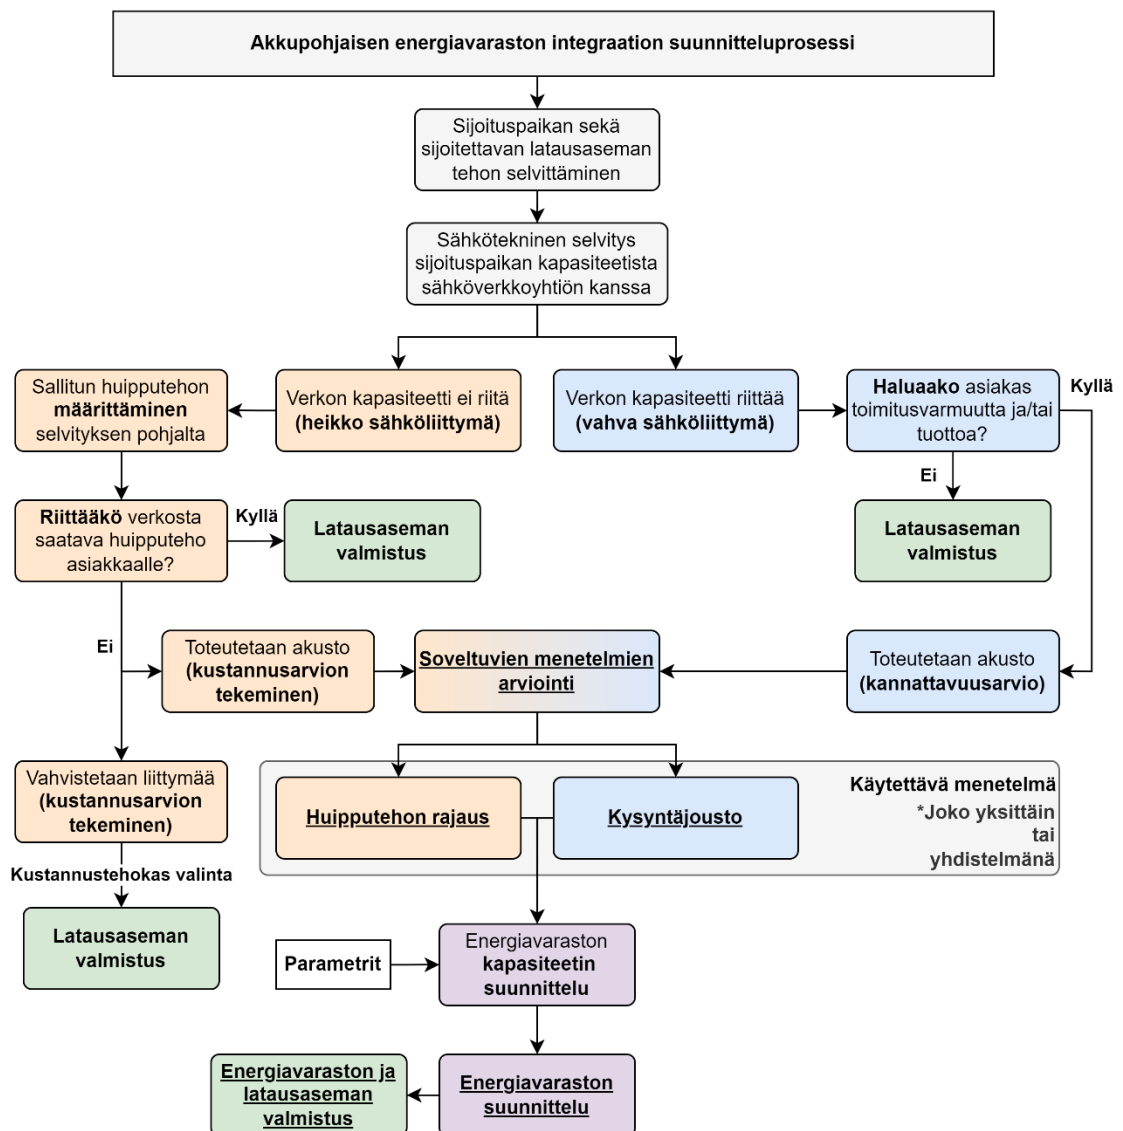 Akkupohjaisen energiavaraston integraation suunnitteluprosessi
Sijoituspaikan sekä
sijoitettavan latausaseman
tehon selvittäminen
Sähkötekninen selvitys
sijoituspaikan kapasiteetista
sähköverkkoyhtiön kanssa
Sallitun huipputehon
määrittäminen
selvityksen pohjalta
Verkon kapasiteetti ei riitä
(heikko sähköliittymä)
Verkon kapasiteetti riittää
(vahva sähköliittymä)
Haluaako asiakas
toimitusvarmuutta ja/tai
tuottoa?
Kyllä
Ei
Riittääkö verkosta
saatava huipputeho
asiakkaalle?
Kyllä
Latausaseman
valmistus
Latausaseman
valmistus
Ei
Toteutetaan akusto
(kustannusarvion
tekeminen)
Soveltuvien menetelmien
arviointi
Toteutetaan akusto
(kannattavuusarvio)
Vahvistetaan liittymää
(kustannusarvion
tekeminen)
Huipputehon rajaus
Kysyntäjousto
Käytettävä menetelmä
*Joko yksittäin
tai
yhdistelmänä
Kustannustehokas valinta
Latausaseman
valmistus
Parametrit
Energiavaraston
kapasiteetin
suunnittelu
Energiavaraston ja
latausaseman
valmistus
Energiavaraston
suunnittelu